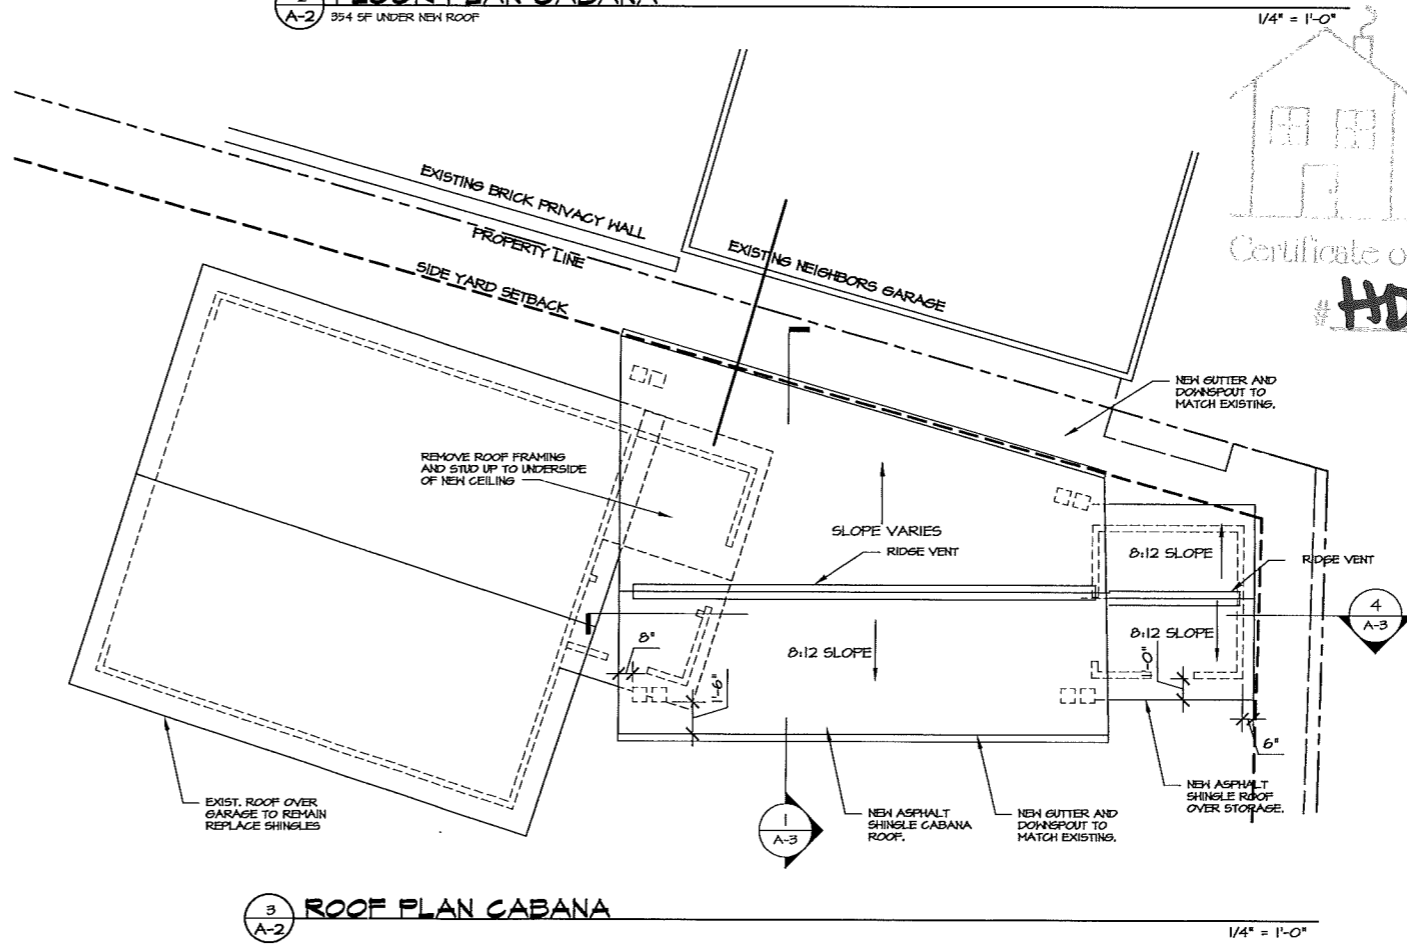 FLOOR PLAN CABANA
A-2
354 SF UNDER NEW ROOF
1/4" = 1'-0"
EXISTING BRICK PRIVACY WALL
PROPERTY LINE
SIDE YARD SETBACK
EXISTING NEIGHBORS GARAGE
Certificate o
# HD
NEW GUTTER AND
DOWNSPOUT TO
MATCH EXISTING.
REMOVE ROOF FRAMING
AND STUD UP TO UNDERSIDE
OF NEW CEILING
SLOPE VARIES
RIDGE VENT
8:12 SLOPE
RIDGE VENT
4
A-3
8"
8:12 SLOPE
8:12 SLOPE
1'-6"
-0"
6"
EXIST. ROOF OVER
GARAGE TO REMAIN
REPLACE SHINGLES
1
A-3
NEW ASPHALT
SHINGLE CABANA
ROOF.
NEW GUTTER AND
DOWNSPOUT TO
MATCH EXISTING.
NEW ASPHALT
SHINGLE ROOF
OVER STORAGE.
3
A-2
ROOF PLAN CABANA
1/4" = 1'-0"